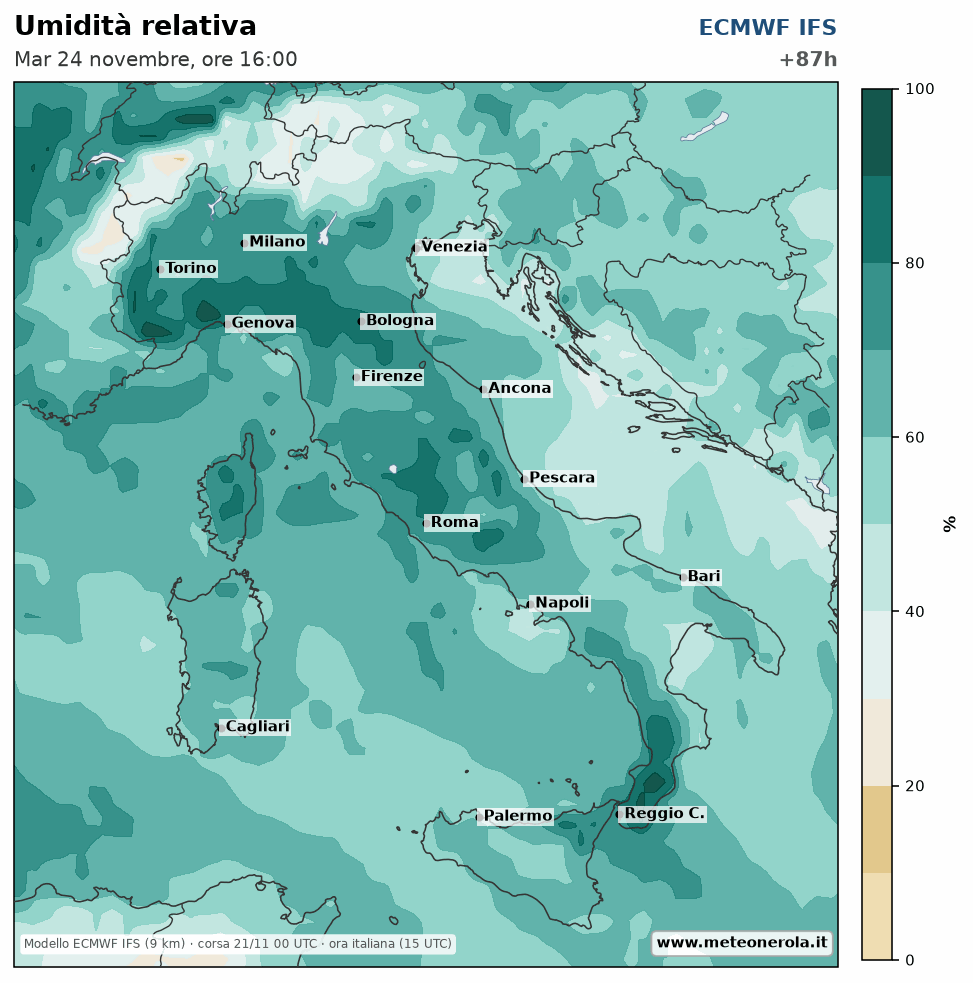 Umidità relativa
ECMWF IFS
Mar 24 novembre, ore 16:00
+87h
Milano
Venezia
Torino
Genova
Bologna
Firenze
Ancona
Pescara
Roma
Bari
Napoli
Cagliari
Palermo
Reggio C.
100
80
60
40
20
0
%
Modello ECMWF IFS (9 km) · corsa 21/11 00 UTC · ora italiana (15 UTC)
www.meteonerola.it